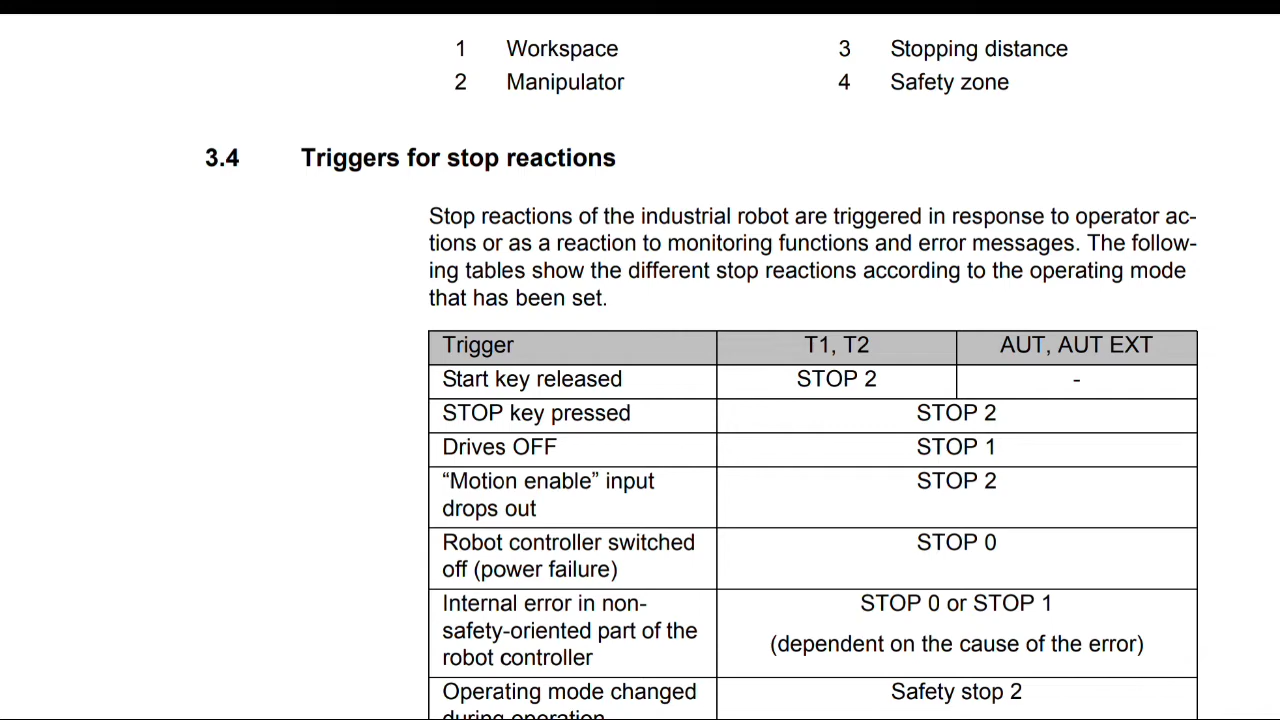 1 Workspace 3 Stopping distance
2 Manipulator 4 Safety zone
3.4 Triggers for stop reactions
Stop reactions of the industrial robot are triggered in response to operator ac-
tions or as a reaction to monitoring functions and error messages. The follow-
ing tables show the different stop reactions according to the operating mode
that has been set.
Trigger T1, T2 AUT, AUT EXT
Start key released STOP 2 -
STOP key pressed STOP 2
Drives OFF STOP 1
“Motion enable” input STOP 2
drops out
Robot controller switched STOP 0
off (power failure)
Internal error in non- STOP 0 or STOP 1
safety-oriented part of the
(dependent on the cause of the error)
robot controller
Operating mode changed Safety stop 2
during operation